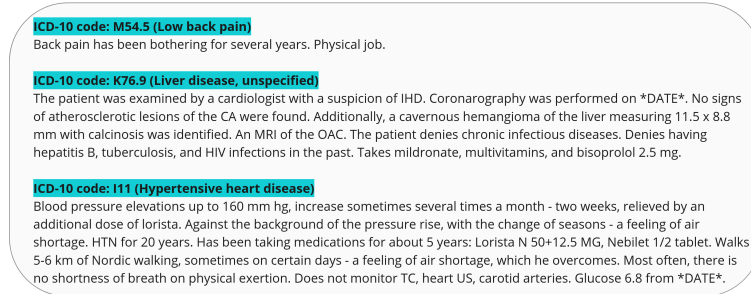 ICD-10 code: M54.5 (Low back pain)
Back pain has been bothering for several years. Physical job.
ICD-10 code: K76.9 (Liver disease, unspecified)
The patient was examined by a cardiologist with a suspicion of IHD. Coronarography was performed on *DATE*. No signs
of atherosclerotic lesions of the CA were found. Additionally, a cavernous hemangioma of the liver measuring 11.5 x 8.8
mm with calcinosis was identified. An MRI of the OAC. The patient denies chronic infectious diseases. Denies having
hepatitis B, tuberculosis, and HIV infections in the past. Takes mildronate, multivitamins, and bisoprolol 2.5 mg.
ICD-10 code: I11 (Hypertensive heart disease)
Blood pressure elevations up to 160 mm hg, increase sometimes several times a month - two weeks, relieved by an
additional dose of lorista. Against the background of the pressure rise, with the change of seasons - a feeling of air
shortage. HTN for 20 years. Has been taking medications for about 5 years: Lorista N 50+12.5 MG, Nebilet 1/2 tablet. Walks
5-6 km of Nordic walking, sometimes on certain days - a feeling of air shortage, which he overcomes. Most often, there is
no shortness of breath on physical exertion. Does not monitor TC, heart US, carotid arteries. Glucose 6.8 from *DATE*.